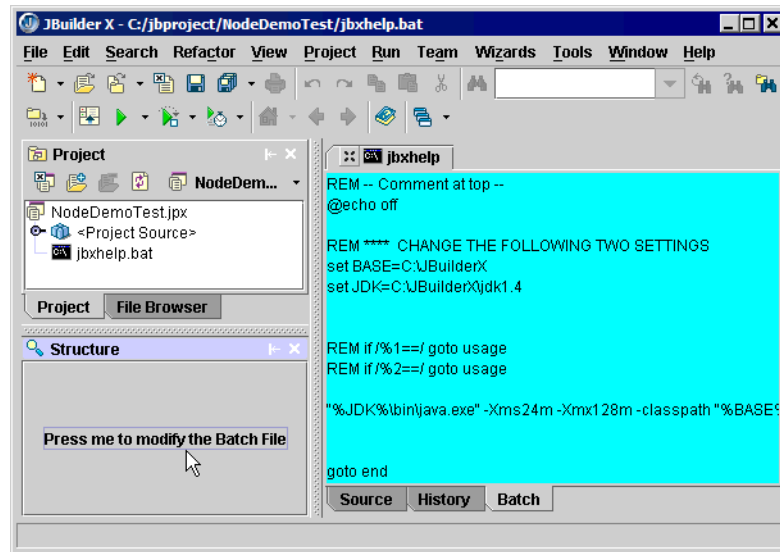 JBuilder X - C:/jbproject/NodeDemoTest/jbxhelp.bat
File Edit Search Refactor View Project Run Team Wizards Tools Window Help
Project
NodeDem...
NodeDemoTest.jpx
<Project Source>
jbxhelp.bat
Project File Browser
Structure
Press me to modify the Batch File
jbxhelp
REM -- Comment at top --
@echo off
REM **** CHANGE THE FOLLOWING TWO SETTINGS
set BASE=C:\JBuilderX
set JDK=C:\JBuilderX\jdk1.4
REM if /%1==/ goto usage
REM if /%2==/ goto usage
"%JDK%\bin\java.exe" -Xms24m -Xmx128m -classpath "%BASE%
goto end
Source History Batch